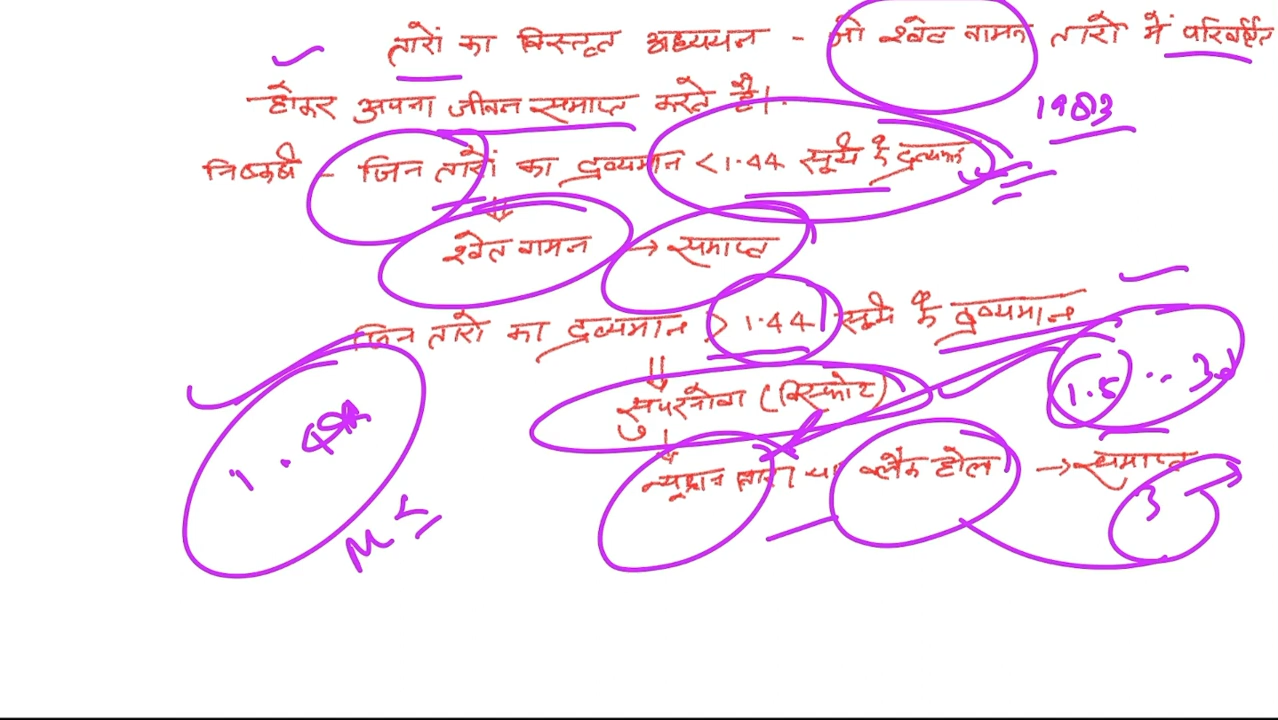 तारों का विस्तृत अध्ययन - जो श्वेत वामन तारों में परिवर्तित
होकर अपना जीवन समाप्त करते है।
1983
निष्कर्ष - जिन तारों का द्रव्यमान < 1.44 सूर्य के द्रव्यमान
⇓
श्वेत वामन → समाप्त
जिन तारो का द्रव्यमान > 1.44 सूर्य के द्रव्यमान
⇓
सुपरनोवा (विस्फोट)
1.5 .. 3
↓
न्यूट्रान तारा या ब्लैक होल → समाप्त
3